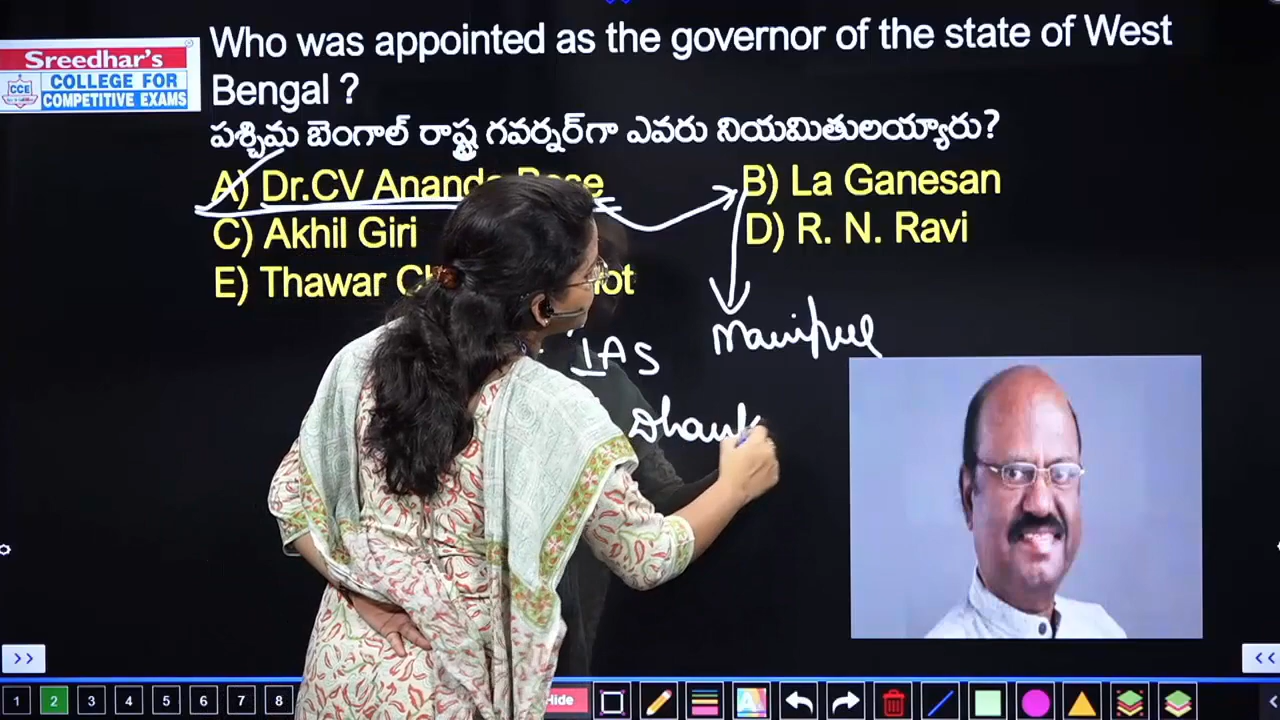 Sreedhar's
CCE
COLLEGE FOR
COMPETITIVE EXAMS
Who was appointed as the governor of the state of West
Bengal ?
పశ్చిమ బెంగాల్ రాష్ట్ర గవర్నర్‌గా ఎవరు నియమితులయ్యారు?
A) Dr.CV Ananda Bose
B) La Ganesan
C) Akhil Giri
D) R. N. Ravi
E) Thawar
IAS
Manipur
>>
<<
1 2 3 4 5 6 7 8
Hide